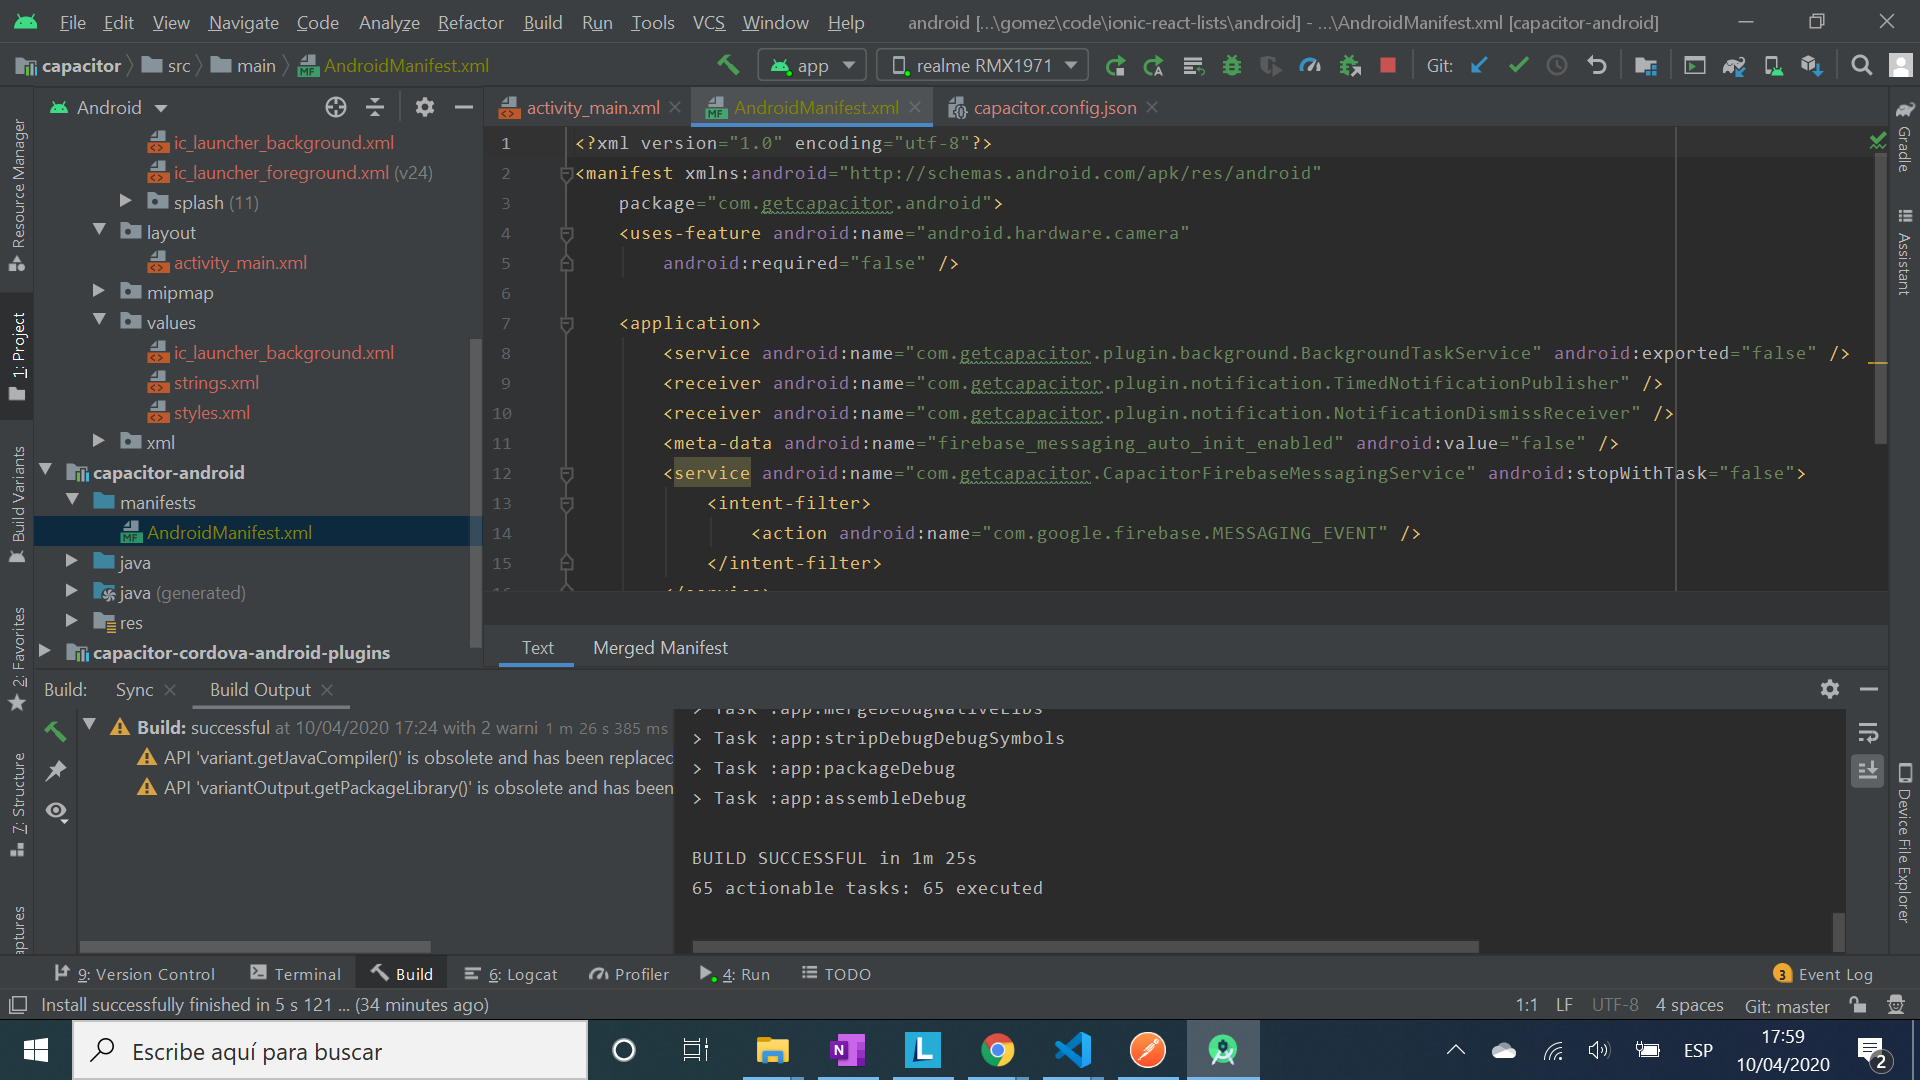 File Edit View Navigate Code Analyze Refactor Build Run Tools VCS Window Help android [...\gomez\code\ionic-react-lists\android] - ...\AndroidManifest.xml [capacitor-android]
capacitor src main AndroidManifest.xml app realme RMX1971 Git:
Android
activity_main.xml AndroidManifest.xml capacitor.config.json
Resource Manager
1: Project
Build Variants
2: Favorites
7: Structure
ic_launcher_background.xml
ic_launcher_foreground.xml (v24)
splash (11)
layout
activity_main.xml
mipmap
values
ic_launcher_background.xml
strings.xml
styles.xml
xml
capacitor-android
manifests
AndroidManifest.xml
java
java (generated)
res
capacitor-cordova-android-plugins
1 <?xml version="1.0" encoding="utf-8"?>
2 <manifest xmlns:android="http://schemas.android.com/apk/res/android"
3 package="com.getcapacitor.android">
4 <uses-feature android:name="android.hardware.camera"
5 android:required="false" />
6
7 <application>
8 <service android:name="com.getcapacitor.plugin.background.BackgroundTaskService" android:exported="false" />
9 <receiver android:name="com.getcapacitor.plugin.notification.TimedNotificationPublisher" />
10 <receiver android:name="com.getcapacitor.plugin.notification.NotificationDismissReceiver" />
11 <meta-data android:name="firebase_messaging_auto_init_enabled" android:value="false" />
12 <service android:name="com.getcapacitor.CapacitorFirebaseMessagingService" android:stopWithTask="false">
13 <intent-filter>
14 <action android:name="com.google.firebase.MESSAGING_EVENT" />
15 </intent-filter>
Text Merged Manifest
Gradle
Assistant
Device File Explorer
Build: Sync Build Output
Build: successful at 10/04/2020 17:24 with 2 warni 1 m 26 s 385 ms
API 'variant.getJavaCompiler()' is obsolete and has been replaced
API 'variantOutput.getPackageLibrary()' is obsolete and has been
> Task :app:mergeDebugNativeLibs
> Task :app:stripDebugDebugSymbols
> Task :app:packageDebug
> Task :app:assembleDebug
BUILD SUCCESSFUL in 1m 25s
65 actionable tasks: 65 executed
9: Version Control Terminal Build 6: Logcat Profiler 4: Run TODO 3 Event Log
Install successfully finished in 5 s 121 ... (34 minutes ago) 1:1 LF UTF-8 4 spaces Git: master
Escribe aquí para buscar
ESP
17:59
10/04/2020
2